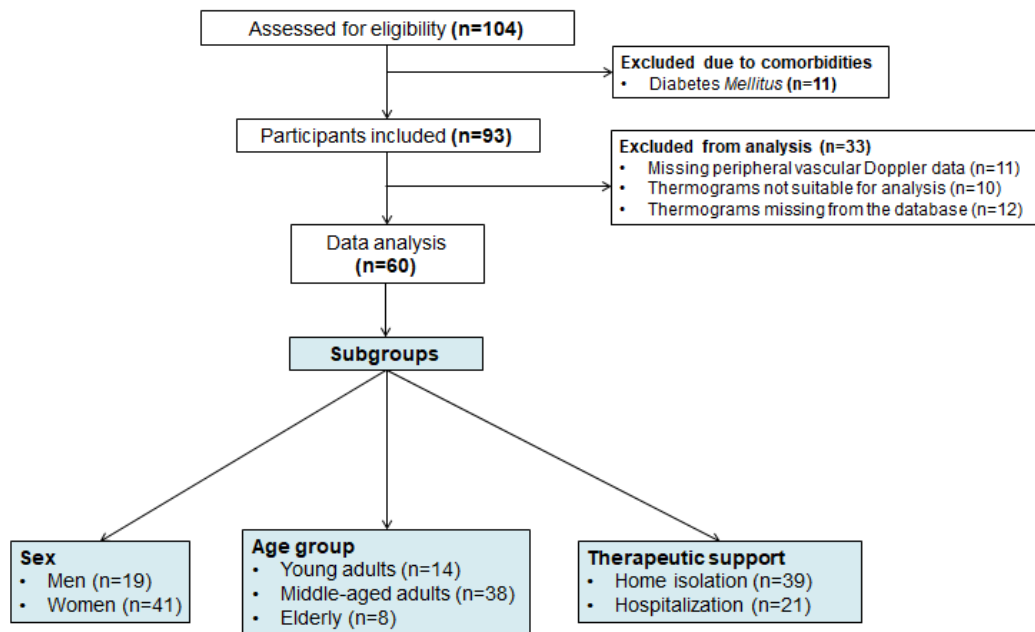 Assessed for eligibility (n=104)
Excluded due to comorbidities
• Diabetes Mellitus (n=11)
Participants included (n=93)
Excluded from analysis (n=33)
• Missing peripheral vascular Doppler data (n=11)
• Thermograms not suitable for analysis (n=10)
• Thermograms missing from the database (n=12)
Data analysis
(n=60)
Subgroups
Sex
• Men (n=19)
• Women (n=41)
Age group
• Young adults (n=14)
• Middle-aged adults (n=38)
• Elderly (n=8)
Therapeutic support
• Home isolation (n=39)
• Hospitalization (n=21)